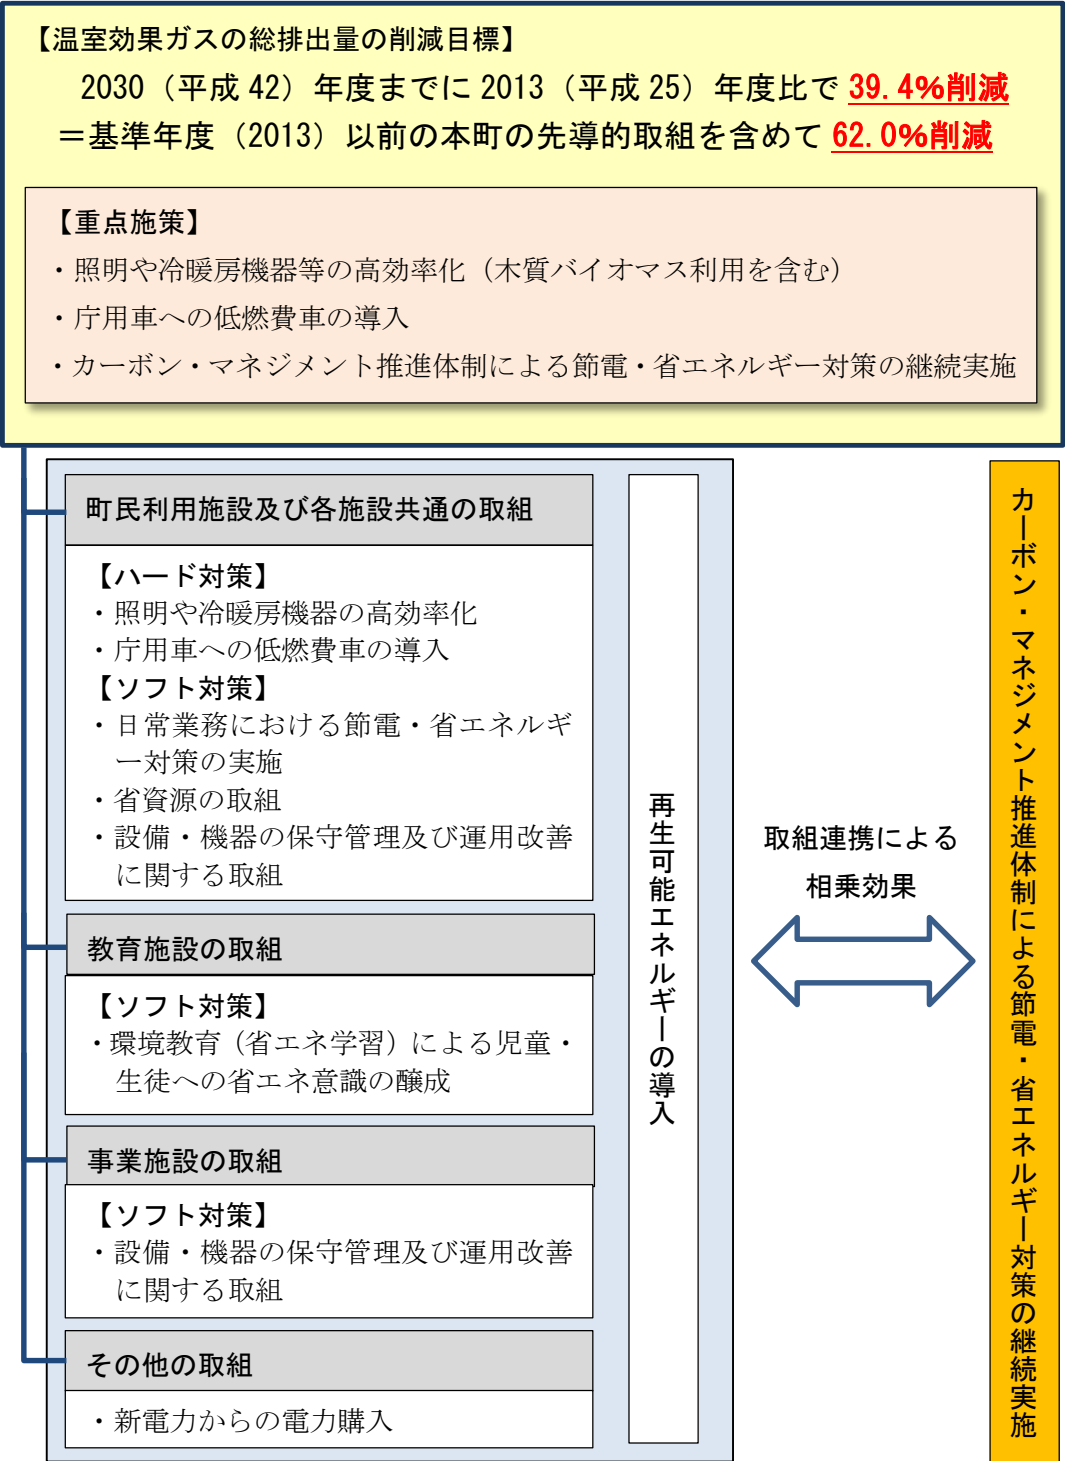 【温室効果ガスの総排出量の削減目標】
2030（平成 42）年度までに 2013（平成 25）年度比で 39.4%削減
＝基準年度（2013）以前の本町の先導的取組を含めて 62.0%削減
【重点施策】
・照明や冷暖房機器等の高効率化（木質バイオマス利用を含む）
・庁用車への低燃費車の導入
・カーボン・マネジメント推進体制による節電・省エネルギー対策の継続実施
町民利用施設及び各施設共通の取組
【ハード対策】
・照明や冷暖房機器の高効率化
・庁用車への低燃費車の導入
【ソフト対策】
・日常業務における節電・省エネルギ
ー対策の実施
・省資源の取組
・設備・機器の保守管理及び運用改善
に関する取組
教育施設の取組
【ソフト対策】
・環境教育（省エネ学習）による児童・
生徒への省エネ意識の醸成
事業施設の取組
【ソフト対策】
・設備・機器の保守管理及び運用改善
に関する取組
その他の取組
・新電力からの電力購入
再生可能エネルギーの導入
取組連携による
相乗効果
カーボン・マネジメント推進体制による節電・省エネルギー対策の継続実施